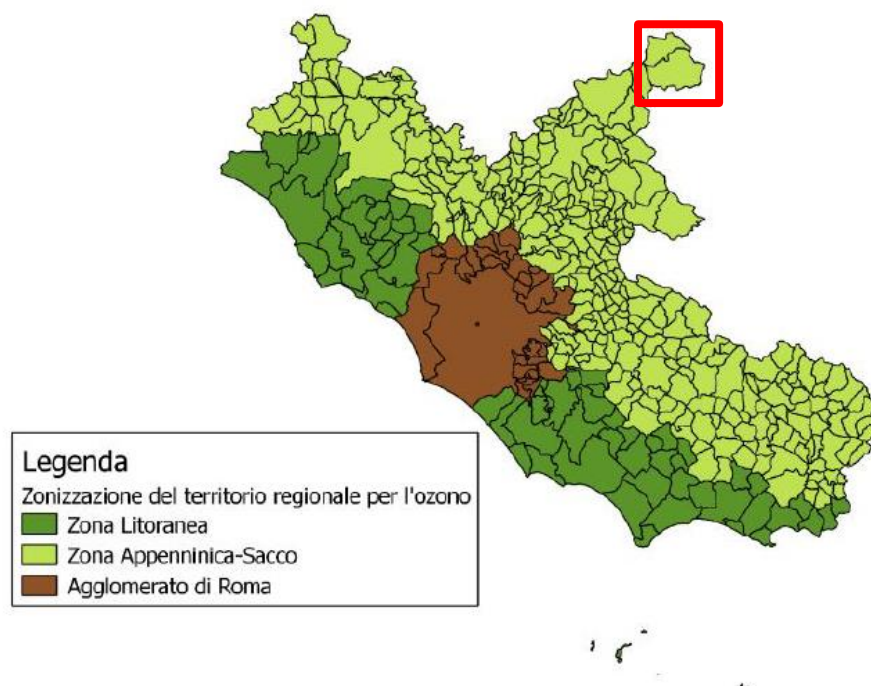 Legenda
Zonizzazione del territorio regionale per l'ozono
Zona Litoranea
Zona Appenninica-Sacco
Agglomerato di Roma